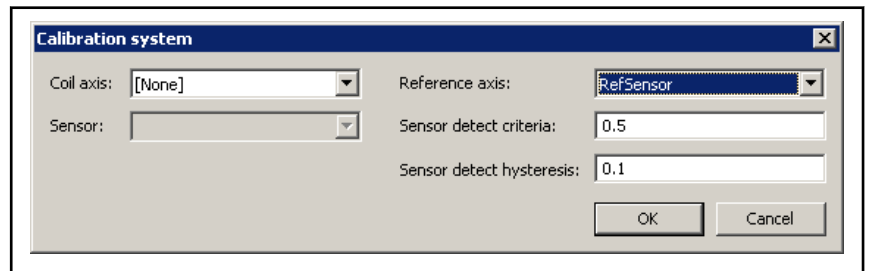 Calibration system
Coil axis: [None]
Reference axis: RefSensor
Sensor:
Sensor detect criteria: 0.5
Sensor detect hysteresis: 0.1
OK
Cancel